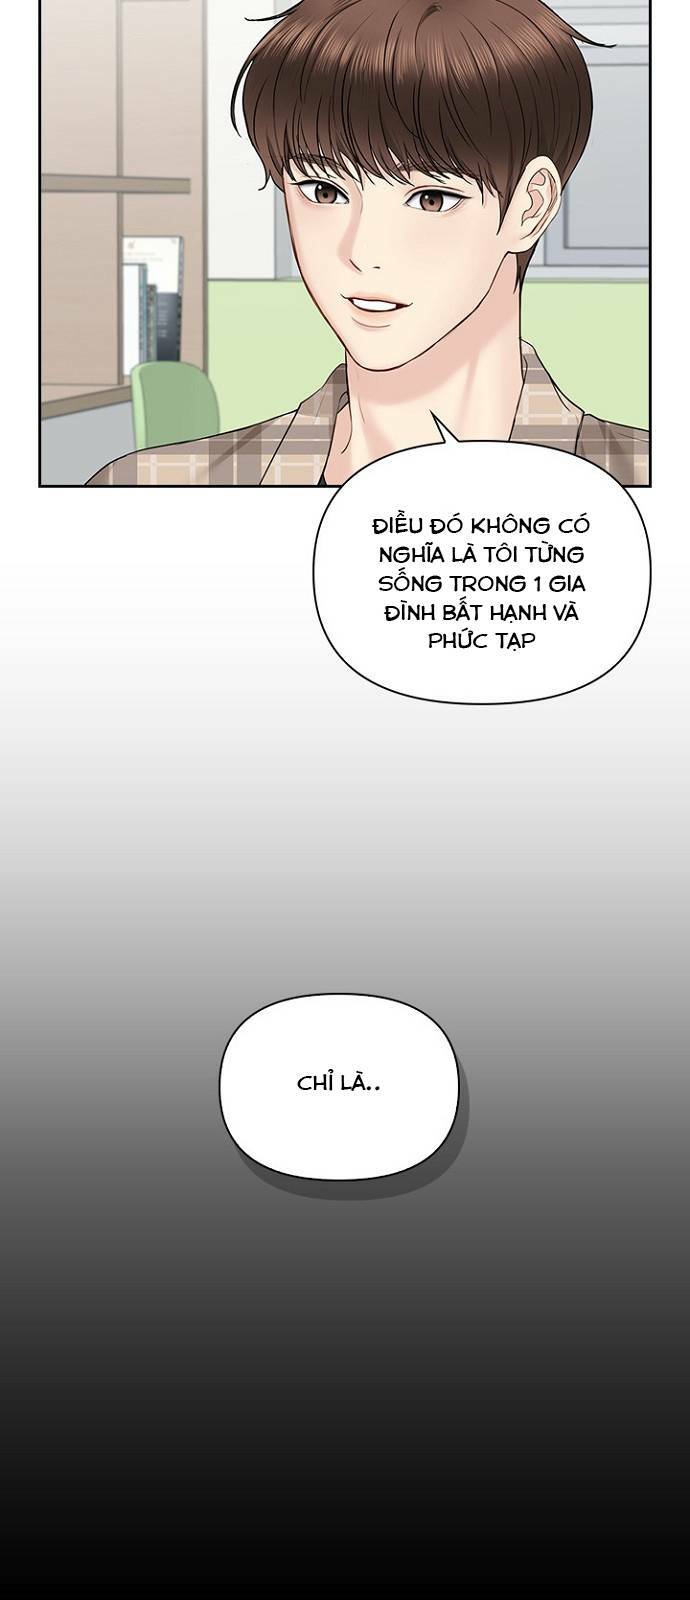 ĐIỀU ĐÓ KHÔNG CÓ
NGHĨA LÀ TÔI TỪNG
SỐNG TRONG 1 GIA
ĐÌNH BẤT HẠNH VÀ
PHỨC TẠP
CHỈ LÀ..